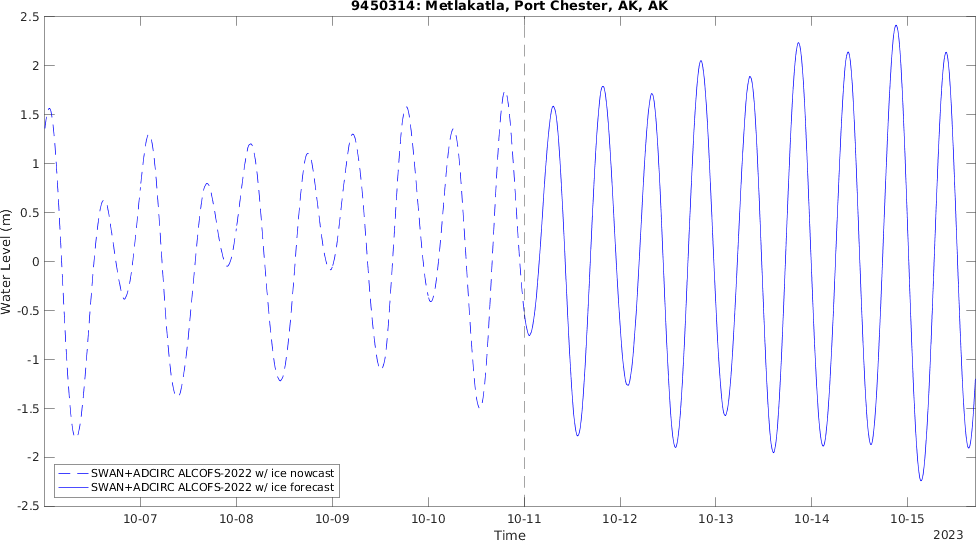 9450314: Metlakatla, Port Chester, AK, AK
2.5
2
1.5
1
0.5
0
-0.5
-1
-1.5
-2
-2.5
Water Level (m)
SWAN+ADCIRC ALCOFS-2022 w/ ice nowcast
SWAN+ADCIRC ALCOFS-2022 w/ ice forecast
10-07 10-08 10-09 10-10 10-11 10-12 10-13 10-14 10-15
Time
2023